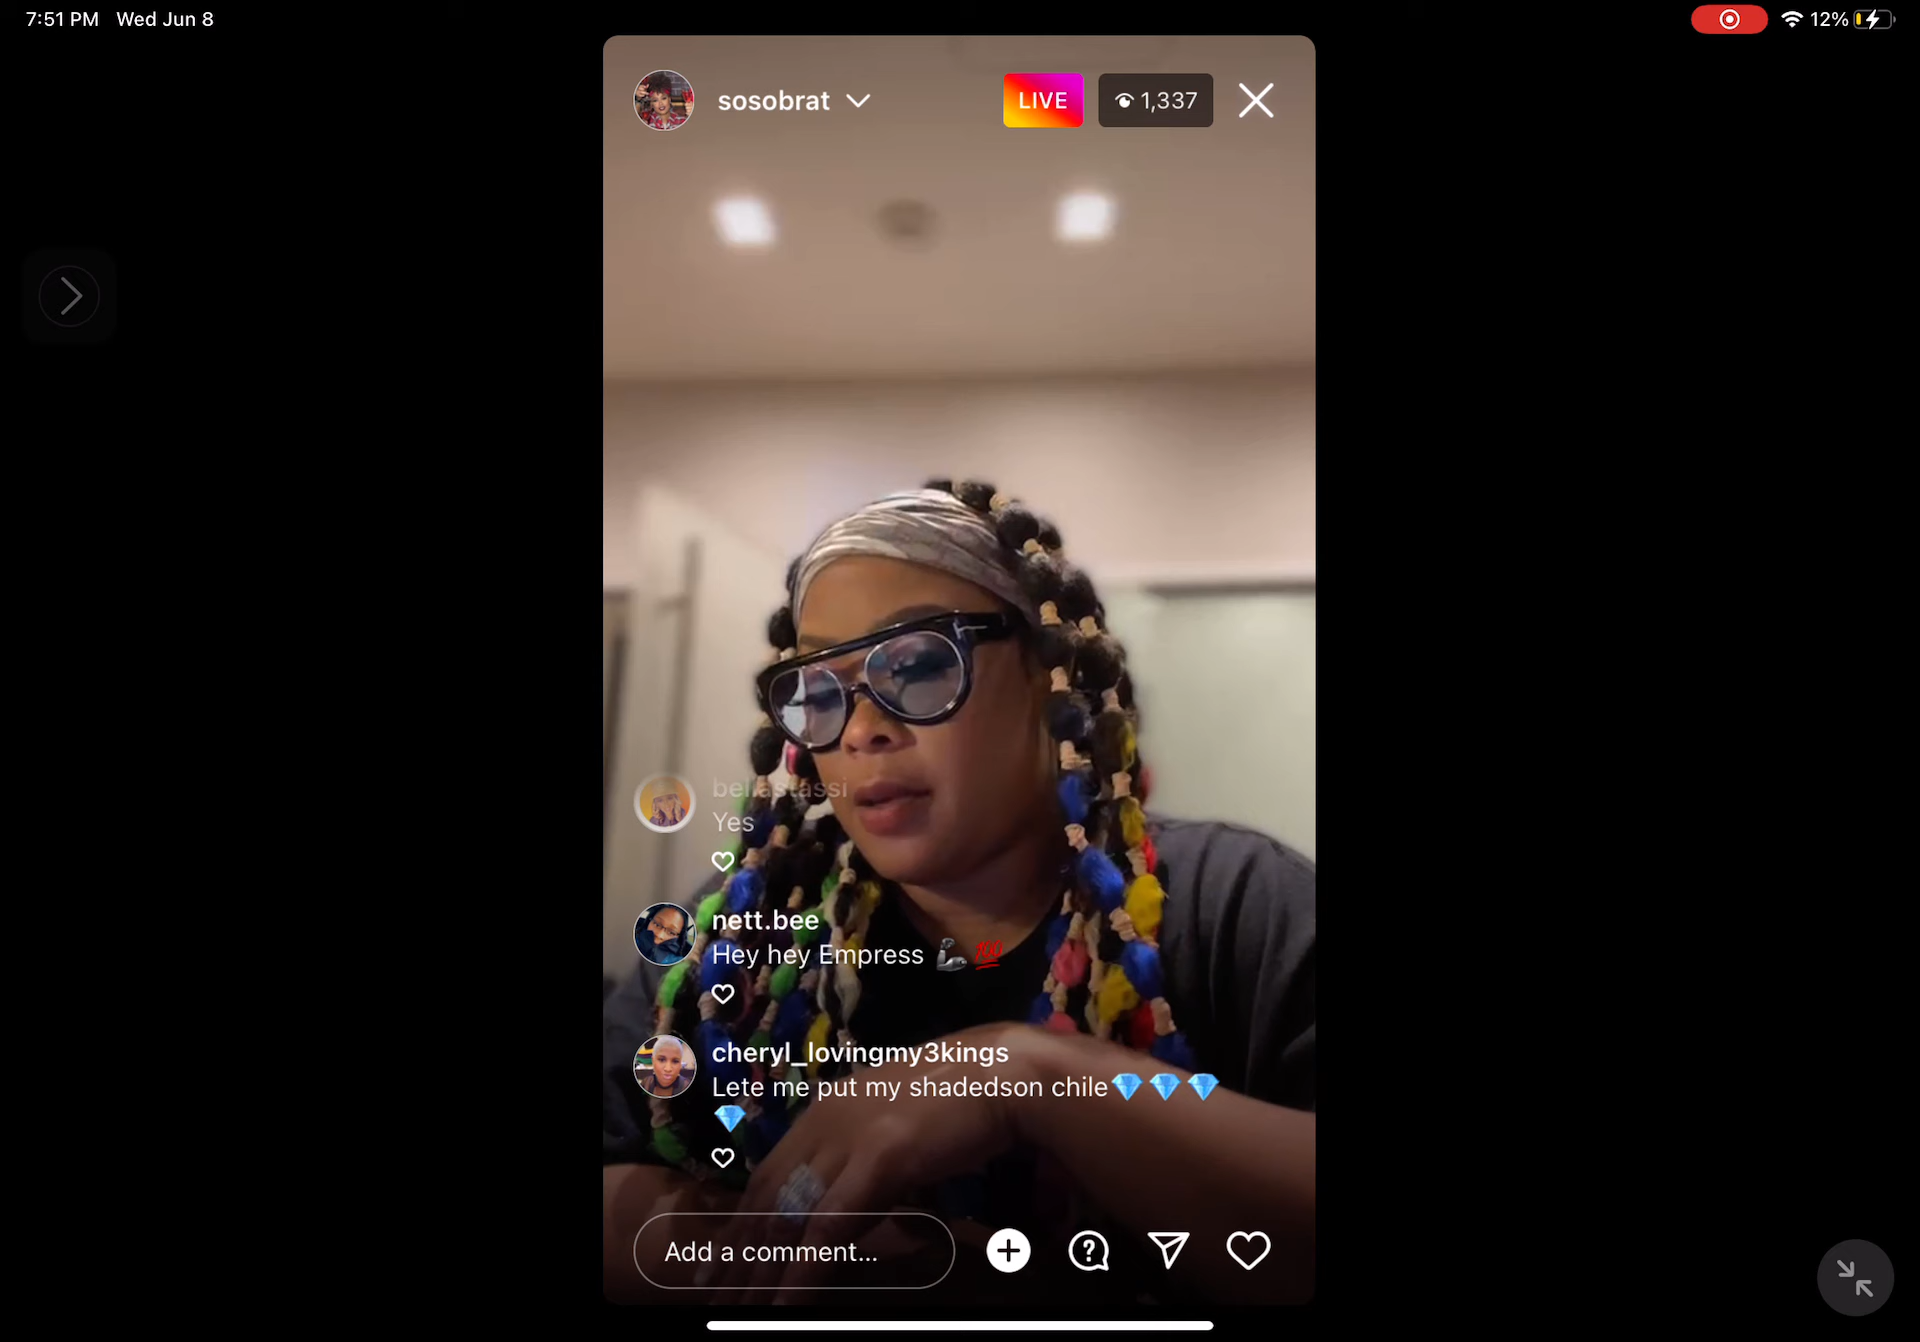 7:51 PM Wed Jun 8
12%
sosobrat
LIVE
1,337
bellastassi
Yes
nett.bee
Hey hey Empress 🦾💯
cheryl_lovingmy3kings
Lete me put my shadedson chile💎💎💎
💎
Add a comment...